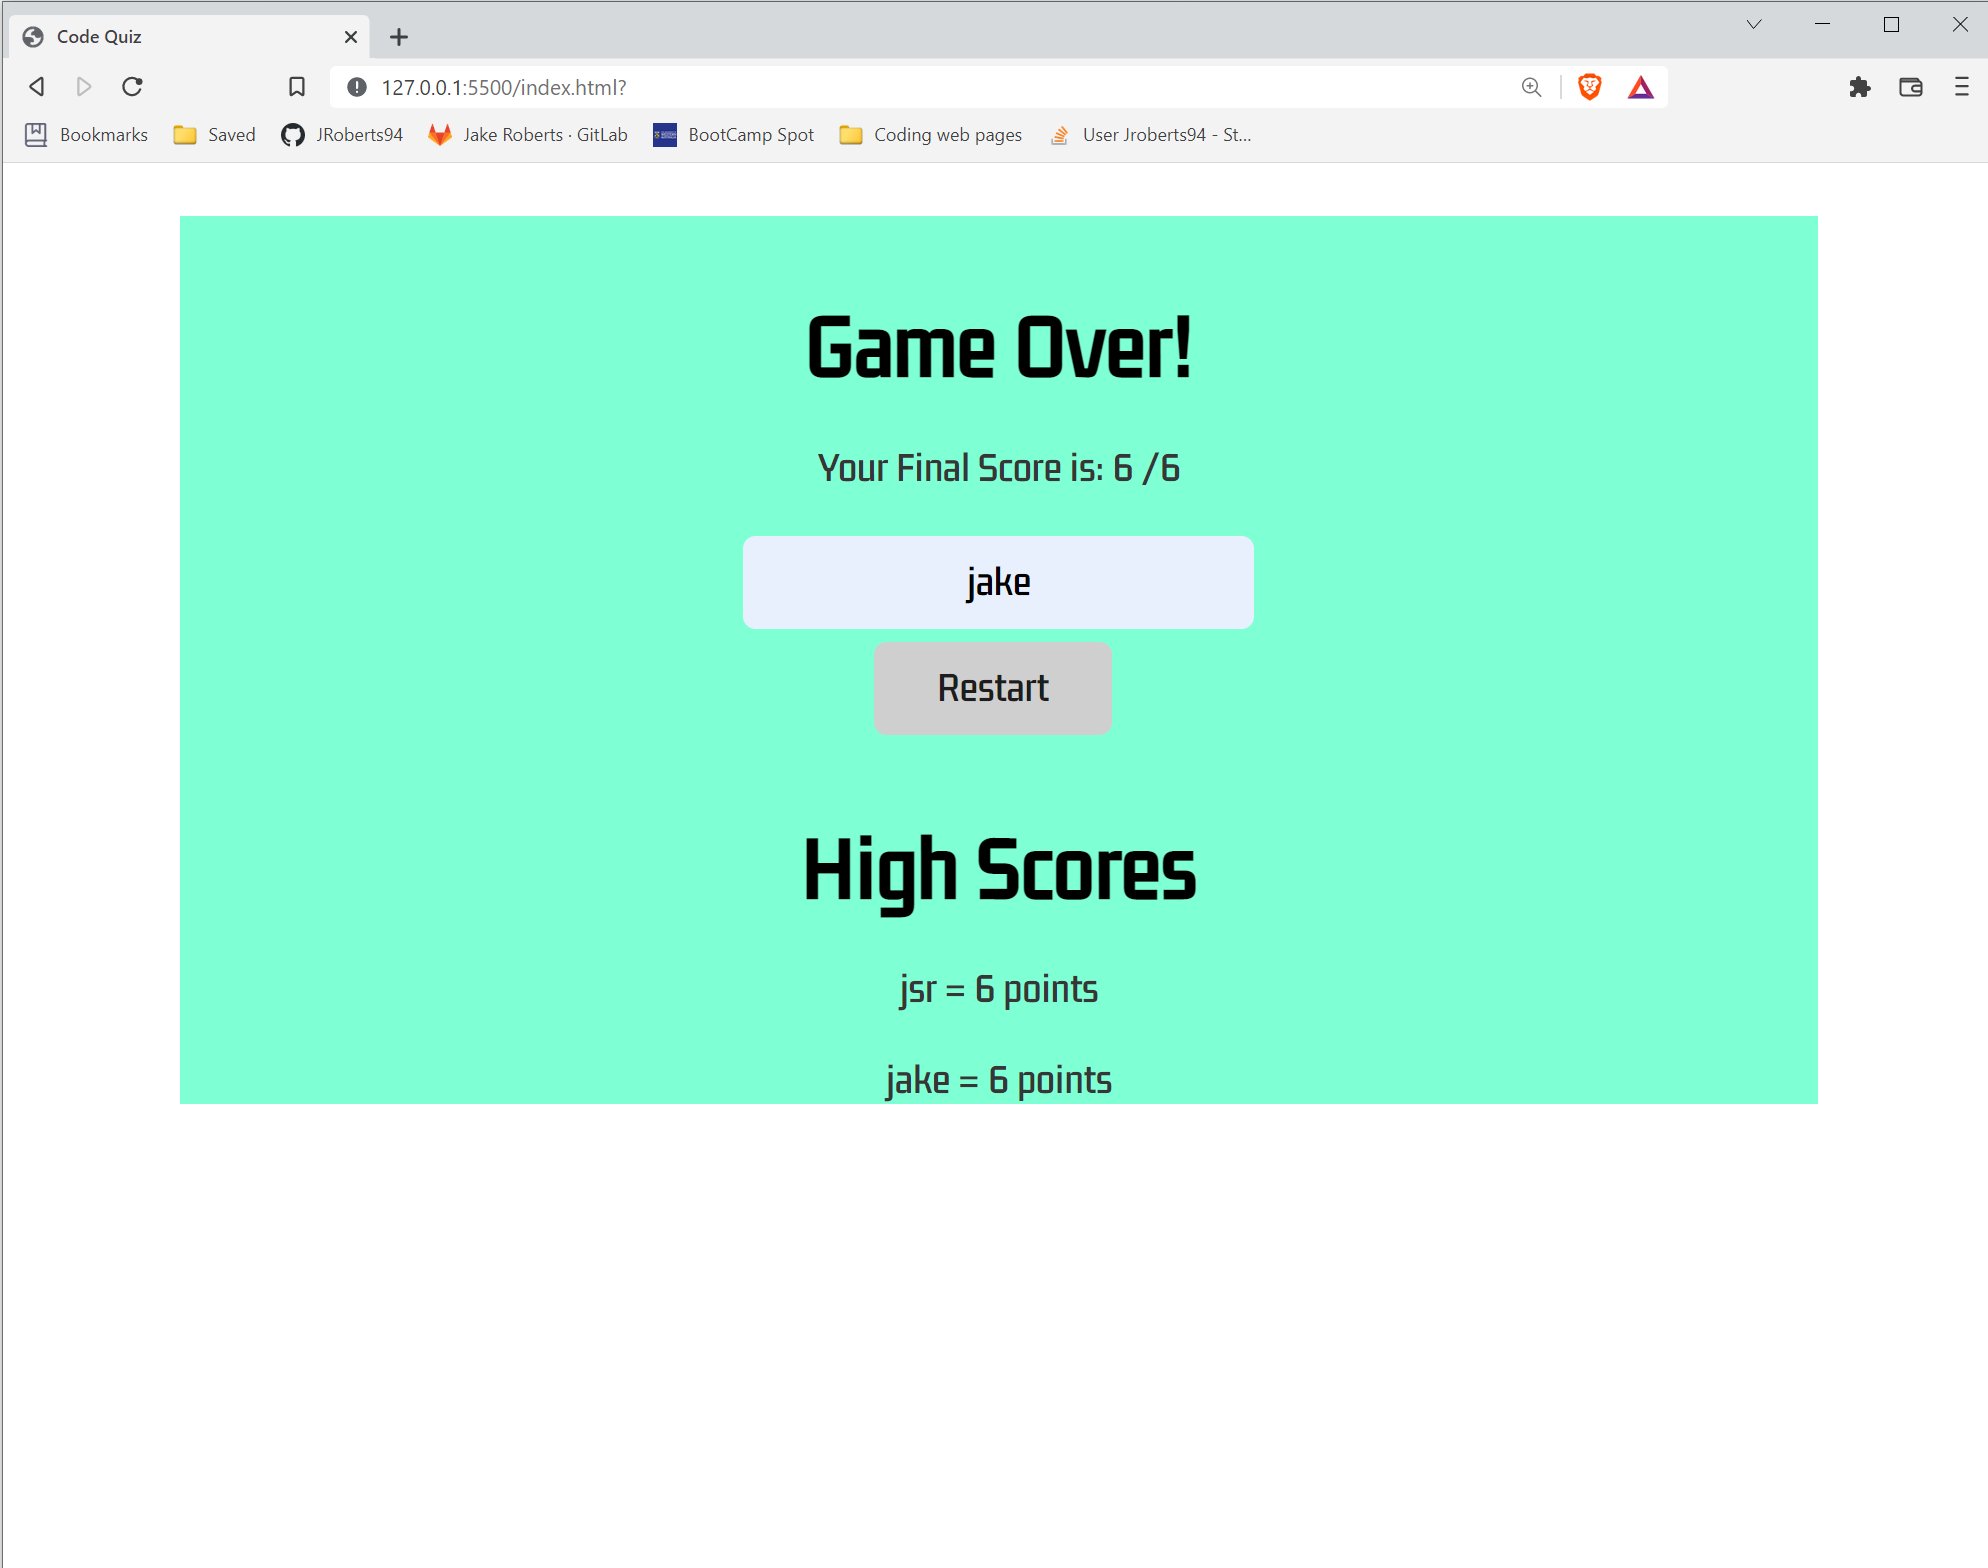 Code Quiz
127.0.0.1:5500/index.html?
Bookmarks Saved JRoberts94 Jake Roberts · GitLab BootCamp Spot Coding web pages User Jroberts94 - St...
Game Over!
Your Final Score is: 6 /6
jake
Restart
High Scores
jsr = 6 points
jake = 6 points